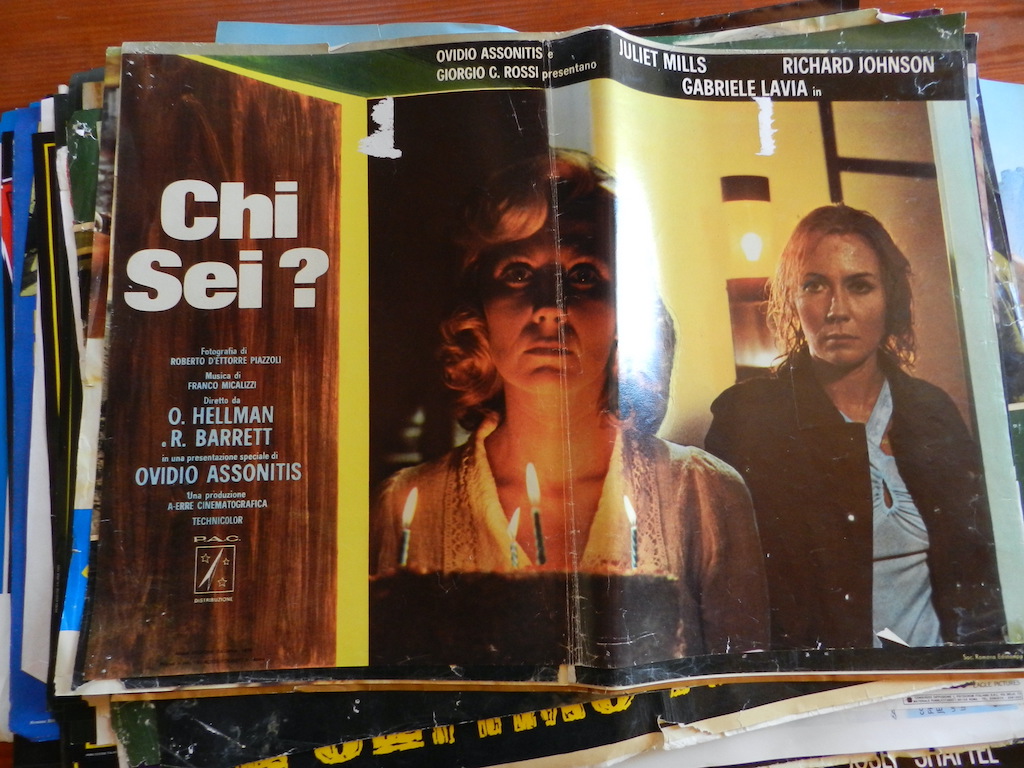 OVIDIO ASSONITIS e
GIORGIO C. ROSSI presentano
JULIET MILLS
RICHARD JOHNSON
GABRIELE LAVIA in
Chi
Sei ?
Fotografia di
ROBERTO D'ETTORRE PIAZZOLI
Musica di
FRANCO MICALIZZI
Diretto da
O. HELLMAN
e R. BARRETT
in una presentazione speciale di
OVIDIO ASSONITIS
Una produzione
A-ERRE CINEMATOGRAFICA
TECHNICOLOR
P.A.C.
DISTRIBUZIONE
SHAFTEL